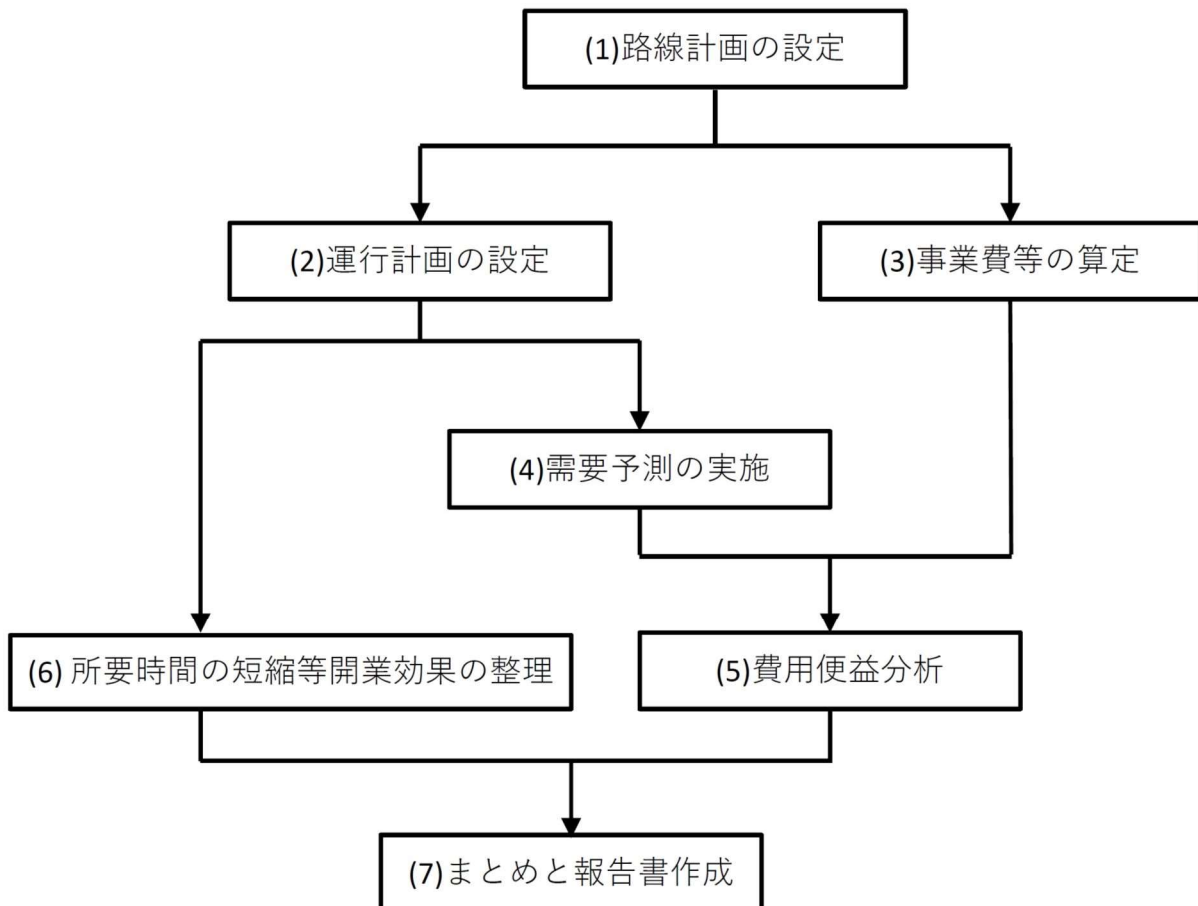 (1)路線計画の設定
(2)運行計画の設定
(3)事業費等の算定
(4)需要予測の実施
(6) 所要時間の短縮等開業効果の整理
(5)費用便益分析
(7)まとめと報告書作成